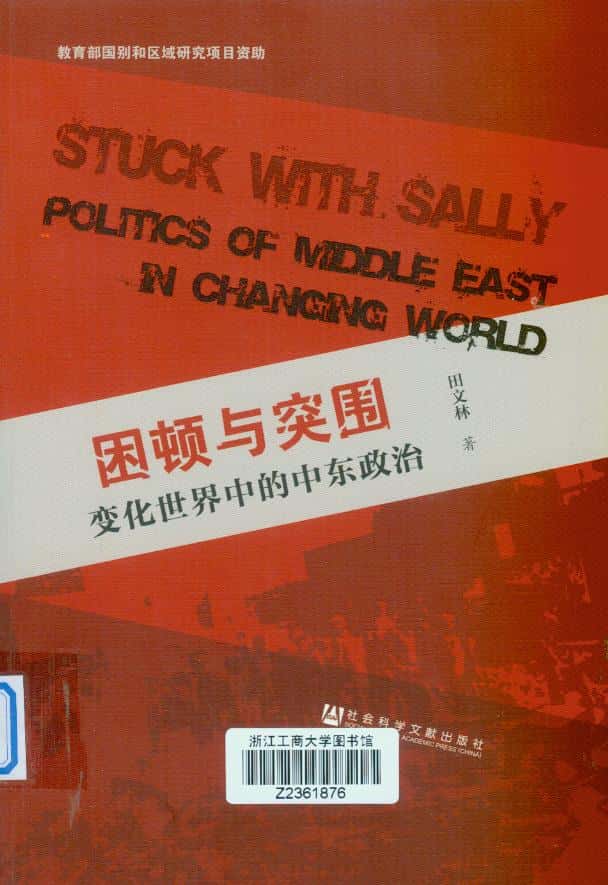 教育部国别和区域研究项目资助
STUCK WITH SALLY
POLITICS OF MIDDLE EAST
IN CHANGING WORLD
困顿与突围
变化世界中的中东政治
田文林 著
社会科学文献出版社
ACADEMIC PRESS (CHINA)
浙江工商大学图书馆
Z2361876